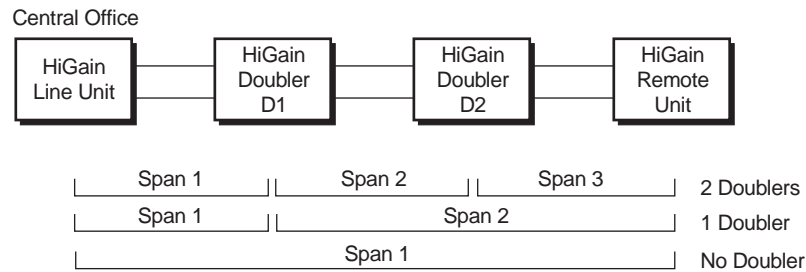 Central Office
HiGain
Line Unit
HiGain
Doubler
D1
HiGain
Doubler
D2
HiGain
Remote
Unit
Span 1 Span 2 Span 3 2 Doublers
Span 1 Span 2 1 Doubler
Span 1 No Doubler